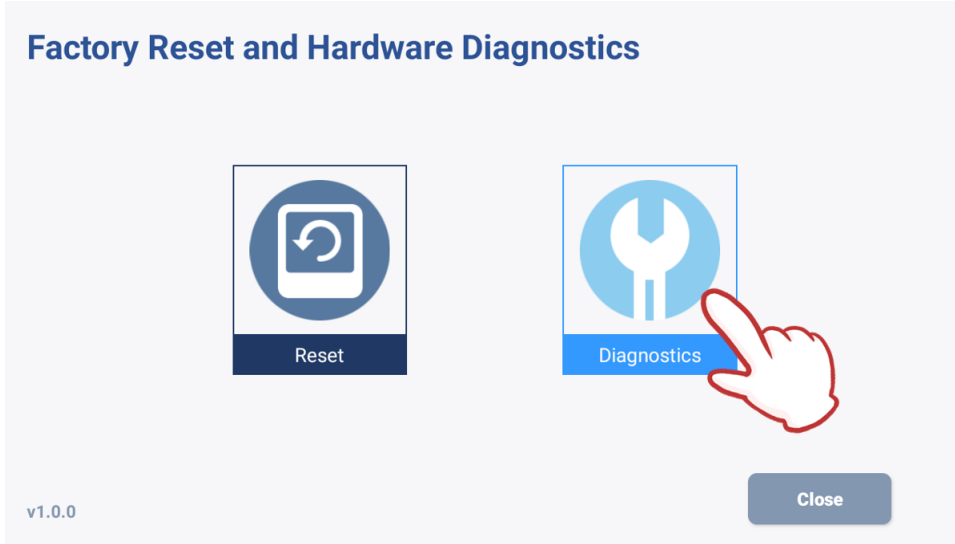 Factory Reset and Hardware Diagnostics
Reset
Diagnostics
v1.0.0
Close